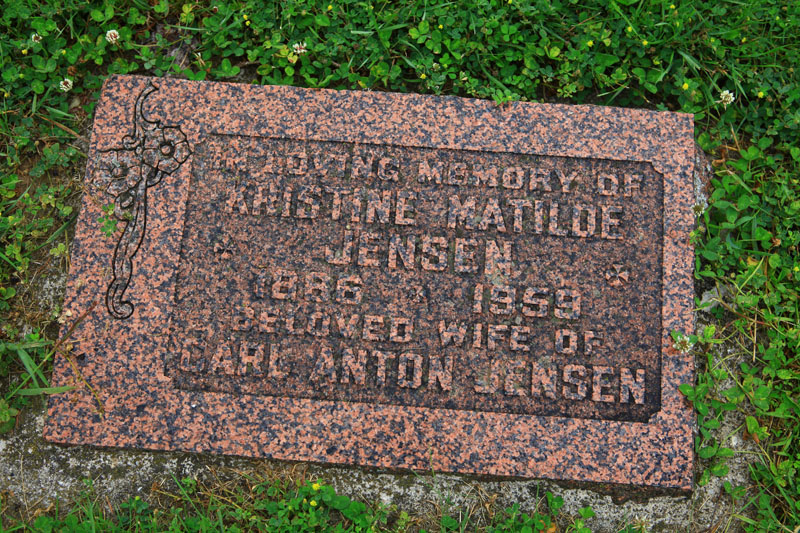 IN LOVING MEMORY OF
KRISTINE MATILDE
JENSEN
1886 - 1959
BELOVED WIFE OF
CARL ANTON JENSEN